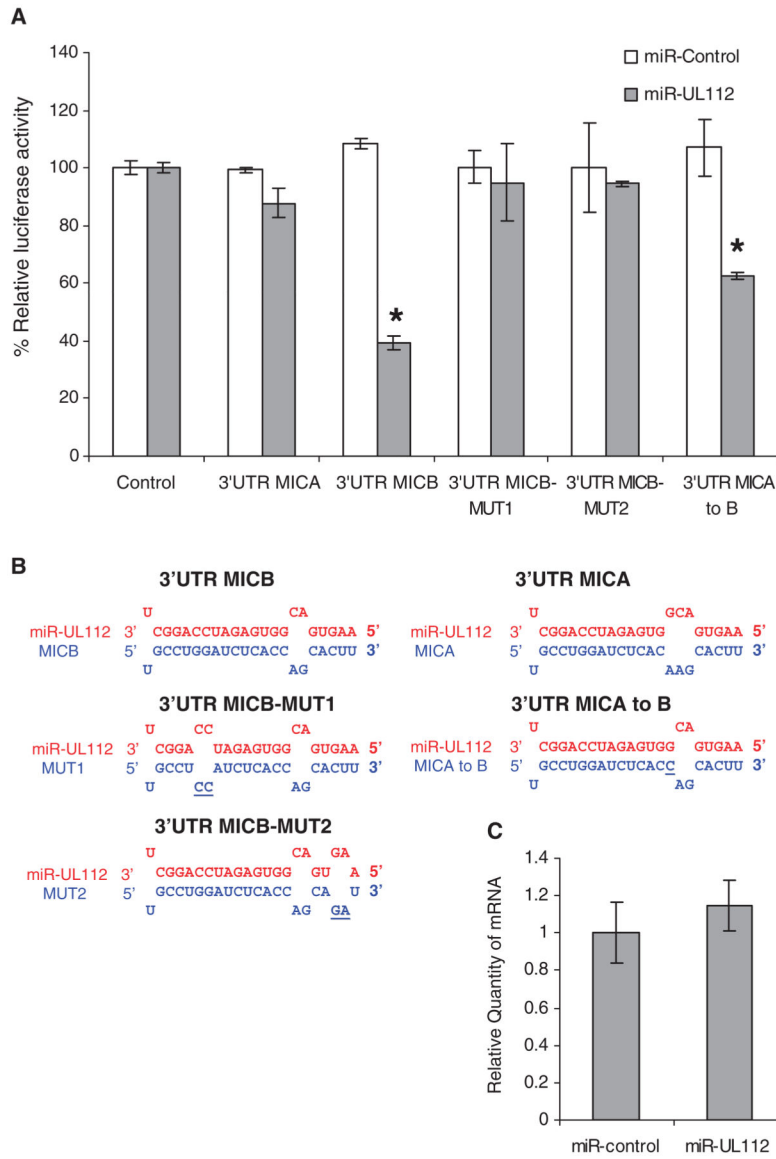 A
% Relative luciferase activity
140
120
100
80
60
40
20
0
miR-Control
miR-UL112
*
*
Control
3'UTR MICA
3'UTR MICB
3'UTR MICB-
MUT1
3'UTR MICB-
MUT2
3'UTR MICA
to B
B
3'UTR MICB
U CA
miR-UL112 3' CGGACCUAGAGUGG GUGAA 5'
MICB 5' GCCUGGAUCUCACC CACUU 3'
U AG
3'UTR MICA
U GCA
miR-UL112 3' CGGACCUAGAGUG GUGAA 5'
MICA 5' GCCUGGAUCUCAC CACUU 3'
U AAG
3'UTR MICB-MUT1
U CC CA
miR-UL112 3' CGGA UAGAGUGG GUGAA 5'
MUT1 5' GCCU AUCUCACC CACUU 3'
U CC AG
3'UTR MICA to B
U CA
miR-UL112 3' CGGACCUAGAGUGG GUGAA 5'
MICA to B 5' GCCUGGAUCUCACC CACUU 3'
U AG
3'UTR MICB-MUT2
U CA GA
miR-UL112 3' CGGACCUAGAGUGG GU A 5'
MUT2 5' GCCUGGAUCUCACC CA U 3'
U AG GA
C
Relative Quantity of mRNA
1.4
1.2
1
0.8
0.6
0.4
0.2
0
miR-control
miR-UL112